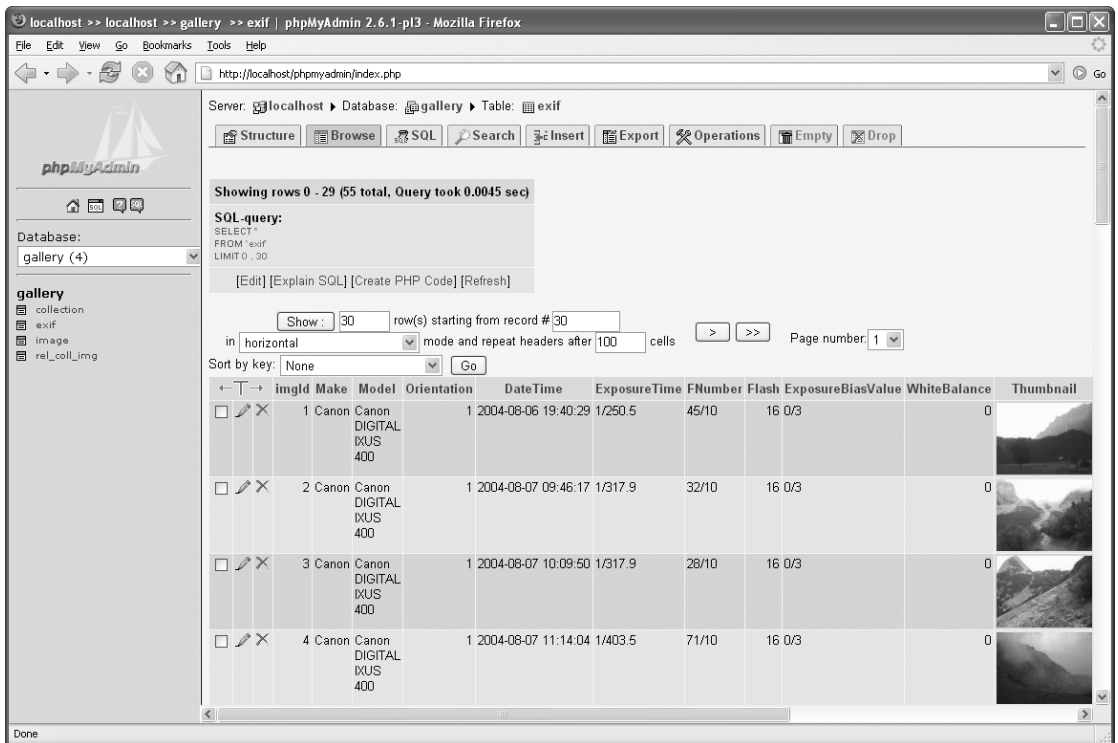 localhost >> localhost >> gallery >> exif | phpMyAdmin 2.6.1-pl3 - Mozilla Firefox
File Edit View Go Bookmarks Tools Help
http://localhost/phpmyadmin/index.php Go
phpMyAdmin
Database:
gallery (4)
gallery
collection
exif
image
rel_coll_img
Server: localhost Database: gallery Table: exif
Structure Browse SQL Search Insert Export Operations Empty Drop
Showing rows 0 - 29 (55 total, Query took 0.0045 sec)
SQL-query:
SELECT *
FROM `exif`
LIMIT 0 , 30
[Edit] [Explain SQL] [Create PHP Code] [Refresh]
Show : 30 row(s) starting from record # 30
in horizontal mode and repeat headers after 100 cells
> >> Page number: 1
Sort by key: None Go
←T→ imgId Make Model Orientation DateTime ExposureTime FNumber Flash ExposureBiasValue WhiteBalance Thumbnail
1 Canon Canon 1 2004-08-06 19:40:29 1/250.5 45/10 16 0/3 0
DIGITAL
IXUS
400
2 Canon Canon 1 2004-08-07 09:46:17 1/317.9 32/10 16 0/3 0
DIGITAL
IXUS
400
3 Canon Canon 1 2004-08-07 10:09:50 1/317.9 28/10 16 0/3 0
DIGITAL
IXUS
400
4 Canon Canon 1 2004-08-07 11:14:04 1/403.5 71/10 16 0/3 0
DIGITAL
IXUS
400
Done